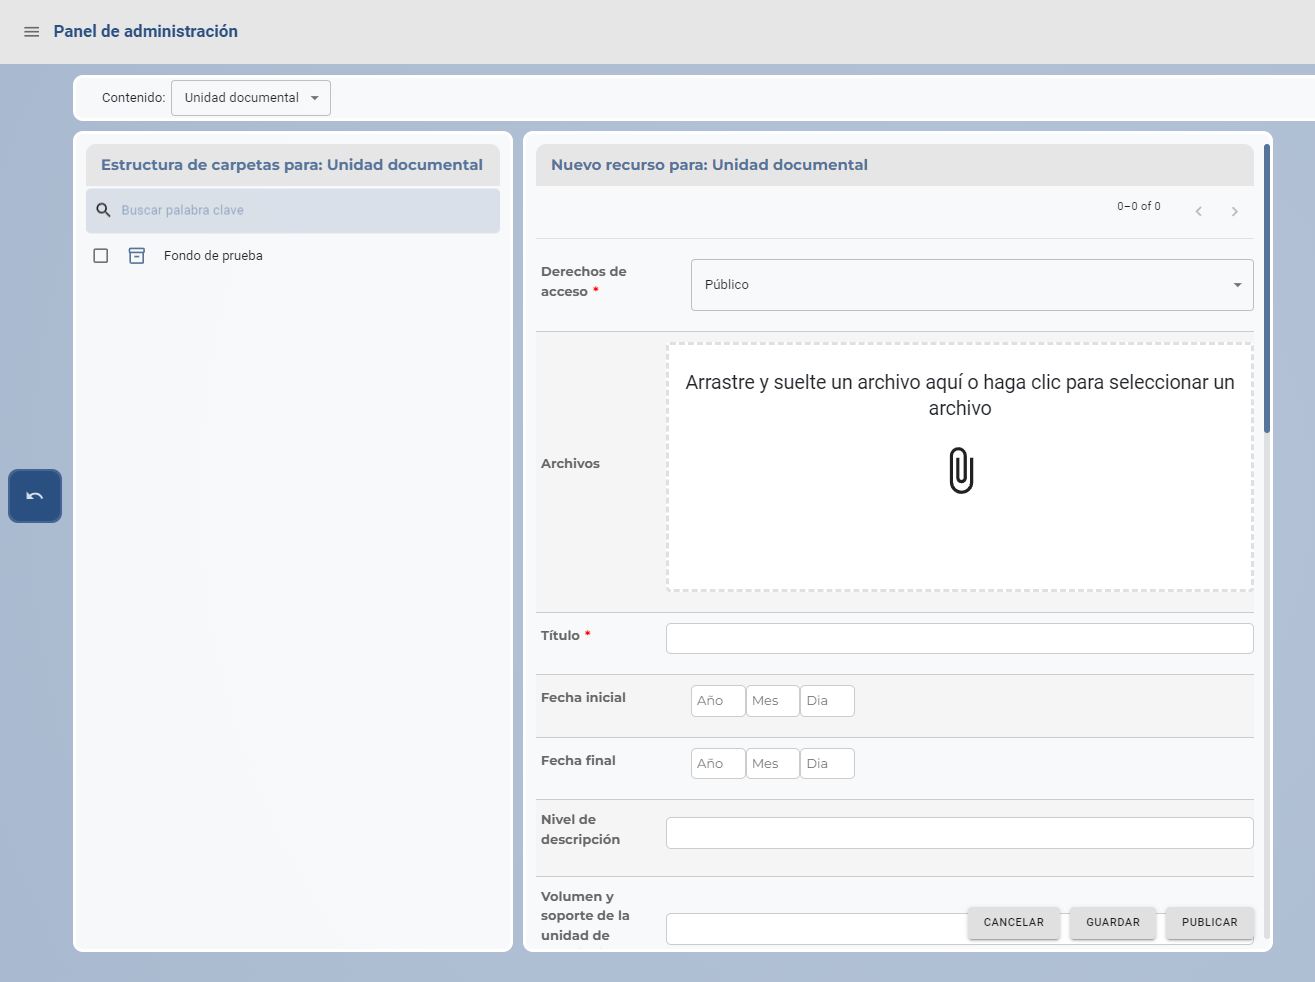 Panel de administración
Contenido:
Unidad documental
Estructura de carpetas para: Unidad documental
Buscar palabra clave
Fondo de prueba
Nuevo recurso para: Unidad documental
0–0 of 0
Derechos de
acceso *
Público
Archivos
Arrastre y suelte un archivo aquí o haga clic para seleccionar un
archivo
Título *
Fecha inicial
Año
Mes
Dia
Fecha final
Año
Mes
Dia
Nivel de
descripción
Volumen y
soporte de la
unidad de
CANCELAR
GUARDAR
PUBLICAR